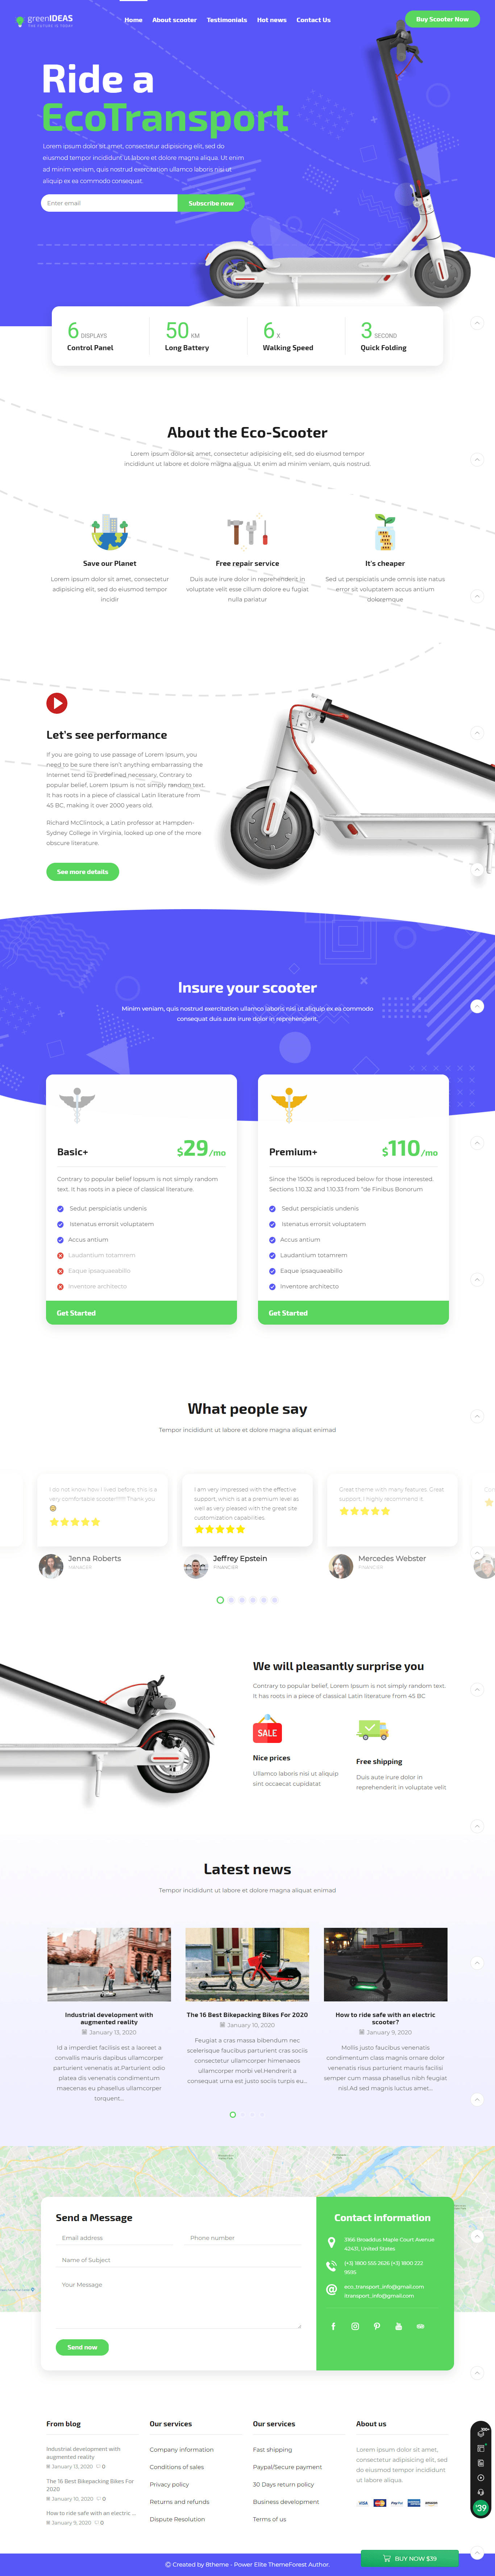 greenIDEAS
THE FUTURE IS TODAY
Home
About scooter
Testimonials
Hot news
Contact Us
Buy Scooter Now
Ride a
EcoTransport
Lorem ipsum dolor sit amet, consectetur adipisicing elit, sed do
eiusmod tempor incididunt ut labore et dolore magna aliqua. Ut enim
ad minim veniam, quis nostrud exercitation ullamco laboris nisi ut
aliquip ex ea commodo consequat.
Enter email
Subscribe now
6 DISPLAYS
Control Panel
50 KM
Long Battery
6 X
Walking Speed
3 SECOND
Quick Folding
About the Eco-Scooter
Lorem ipsum dolor sit amet, consectetur adipisicing elit, sed do eiusmod tempor
incididunt ut labore et dolore magna aliqua. Ut enim ad minim veniam, quis nostrud.
Save our Planet
Lorem ipsum dolor sit amet, consectetur
adipisicing elit, sed do eiusmod tempor
incidir
Free repair service
Duis aute irure dolor in reprehenderit in
voluptate velit esse cillum dolore eu fugiat
nulla pariatur
It's cheaper
Sed ut perspiciatis unde omnis iste natus
error sit voluptatem accus antium
doloremque
Let's see performance
If you are going to use passage of Lorem Ipsum, you
need to be sure there isn't anything embarrassing the
Internet tend to predefined necessary, Contrary to
popular belief, Lorem Ipsum is not simply random text.
It has roots in a piece of classical Latin literature from
45 BC, making it over 2000 years old.
Richard McClintock, a Latin professor at Hampden-
Sydney College in Virginia, looked up one of the more
obscure literature.
See more details
Insure your scooter
Minim veniam, quis nostrud exercitation ullamco laboris nisi ut aliquip ex ea commodo
consequat duis aute irure dolor in reprehenderit.
Basic+
$29/mo
Contrary to popular belief Iopsum is not simply random
text. It has roots in a piece of classical literature.
Sedut perspiciatis undenis
Istenatus errorsit voluptatem
Accus antium
Laudantium totamrem
Eaque ipsaquaeabillo
Inventore architecto
Get Started
Premium+
$110/mo
Since the 1500s is reproduced below for those interested.
Sections 1.10.32 and 1.10.33 from "de Finibus Bonorum
Sedut perspiciatis undenis
Istenatus errorsit voluptatem
Accus antium
Laudantium totamrem
Eaque ipsaquaeabillo
Inventore architecto
Get Started
What people say
Tempor incididunt ut labore et dolore magna aliquat enimad
I do not know how I lived before, this is a
very comfortable scooter!!!!!! Thank you
Jenna Roberts
MANAGER
I am very impressed with the effective
support, which is at a premium level as
well as very pleased with the great site
customization capabilities.
Jeffrey Epstein
FINANCIER
Great theme with many features. Great
support. I highly recommend it.
Mercedes Webster
FINANCIER
We will pleasantly surprise you
Contrary to popular belief, Lorem Ipsum is not simply random text.
It has roots in a piece of classical Latin literature from 45 BC
SALE
Nice prices
Ullamco laboris nisi ut aliquip
sint occaecat cupidatat
Free shipping
Duis aute irure dolor in
reprehenderit in voluptate velit
Latest news
Tempor incididunt ut labore et dolore magna aliquat enimad
Industrial development with
augmented reality
January 13, 2020
Id a imperdiet facilisis est a laoreet a
convallis mauris dapibus ullamcorper
parturient auctor a vel.Parturient odio at
platea dis venenatis condimentum
maecenas eu phasellus ullamcorper
torquent...
The 16 Best Bikepacking Bikes For 2020
January 10, 2020
Feugiat a cras massa bibendum nec
scelerisque faucibus parturient cras sociis
consectetur ullamcorper himenaeos
ullamcorper morbi vel.Hendrerit a
consequat urna est justo sociis turpis eu...
How to ride safe with an electric
scooter?
January 9, 2020
Mollis justo faucibus venenatis
condimentum class magnis ornare dolor
venenatis risus parturient mauris facilisi
semper cum massa phasellus nibh feugiat
nisl.Ad sed magnis luctus amet...
Send a Message
Email address
Phone number
Name of Subject
Your Message
Send now
Contact information
3866 Broaddus Maple Court Avenue
42431, United States
(+3) 1800 555 2626 (+3) 1800 222
9595
eco_transport_info@gmail.com
itransport_info@gmail.com
From blog
Industrial development with
augmented reality
January 13, 2020 0
The 16 Best Bikepacking Bikes For
2020
January 10, 2020 0
How to ride safe with an electric ...
January 9, 2020 0
Our services
Company information
Conditions of sales
Privacy policy
Returns and refunds
Dispute Resolution
Our services
Fast shipping
Paypal/Secure payment
30 Days return policy
Business development
Terms of us
About us
Lorem ipsum dolor sit amet,
consectetur adipisicing elit, sed
do eiusmod tempor incididunt
ut labore aliqua.
VISA
PayPal
amazon
$39
© Created by 8theme - Power Elite ThemeForest Author.
BUY NOW $39